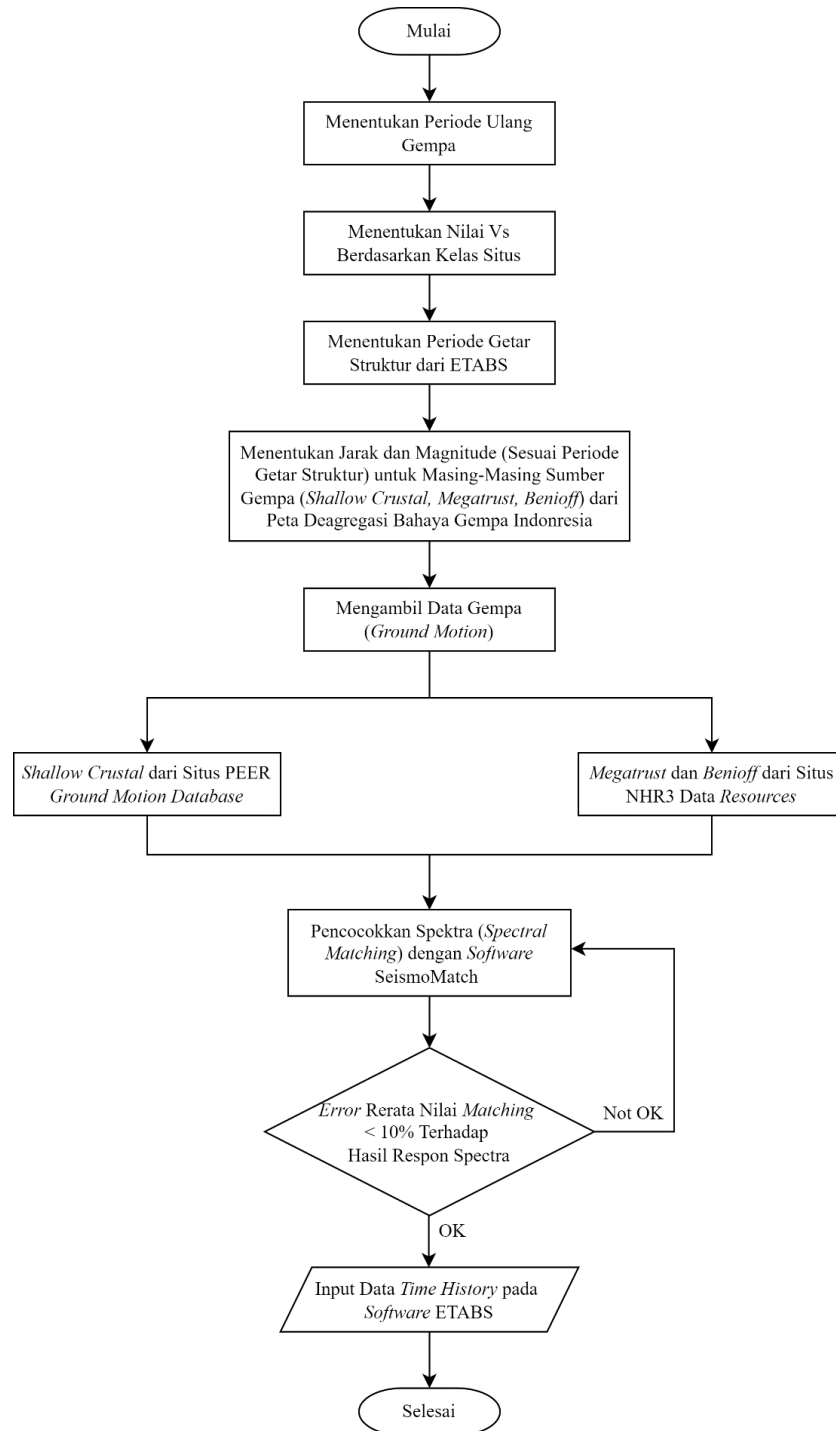 Mulai
Menentukan Periode Ulang
Gempa
Menentukan Nilai Vs
Berdasarkan Kelas Situs
Menentukan Periode Getar
Struktur dari ETABS
Menentukan Jarak dan Magnitude (Sesuai Periode
Getar Struktur) untuk Masing-Masing Sumber
Gempa (Shallow Crustal, Megatrust, Benioff) dari
Peta Deagregasi Bahaya Gempa Indonresia
Mengambil Data Gempa
(Ground Motion)
Shallow Crustal dari Situs PEER
Ground Motion Database
Megatrust dan Benioff dari Situs
NHR3 Data Resources
Pencocokkan Spektra (Spectral
Matching) dengan Software
SeismoMatch
Error Rerata Nilai Matching
< 10% Terhadap
Hasil Respon Spectra
Not OK
OK
Input Data Time History pada
Software ETABS
Selesai